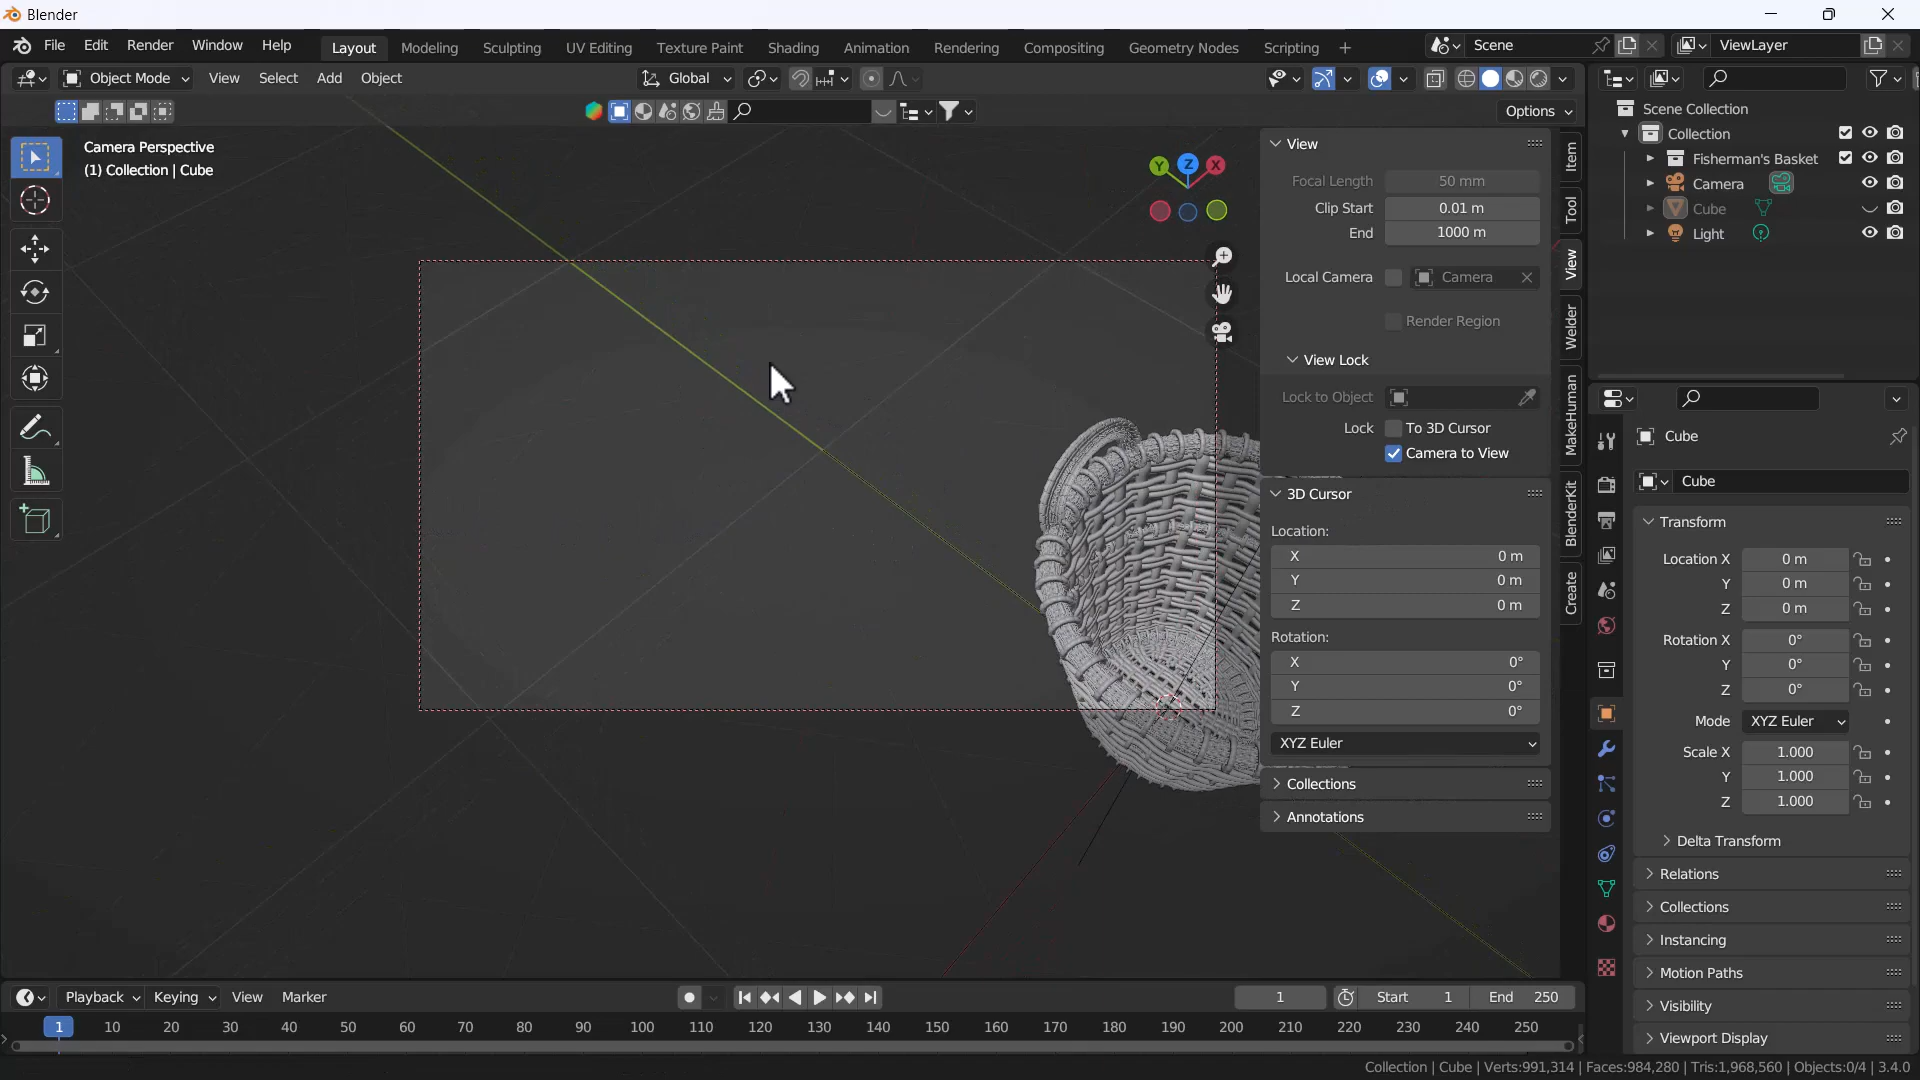 Blender
File Edit Render Window Help Layout Modeling Sculpting UV Editing Texture Paint Shading Animation Rendering Compositing Geometry Nodes Scripting + Scene ViewLayer
Object Mode View Select Add Object Global
Options
Camera Perspective
(1) Collection | Cube
Y Z X
View
Focal Length 50 mm
Clip Start 0.01 m
End 1000 m
Local Camera Camera
Render Region
View Lock
Lock to Object
Lock To 3D Cursor
Camera to View
3D Cursor
Location:
X 0 m
Y 0 m
Z 0 m
Rotation:
X 0°
Y 0°
Z 0°
XYZ Euler
Collections
Annotations
Item
Tool
View
Welder
MakeHuman
BlenderKit
Create
Scene Collection
Collection
Fisherman's Basket
Camera
Cube
Light
Cube
Cube
Transform
Location X 0 m
Y 0 m
Z 0 m
Rotation X 0°
Y 0°
Z 0°
Mode XYZ Euler
Scale X 1.000
Y 1.000
Z 1.000
Delta Transform
Relations
Collections
Instancing
Motion Paths
Visibility
Viewport Display
Playback Keying View Marker 1 Start 1 End 250
1 10 20 30 40 50 60 70 80 90 100 110 120 130 140 150 160 170 180 190 200 210 220 230 240 250
Collection | Cube | Verts:991,314 | Faces:984,280 | Tris:1,968,560 | Objects:0/4 | 3.4.0